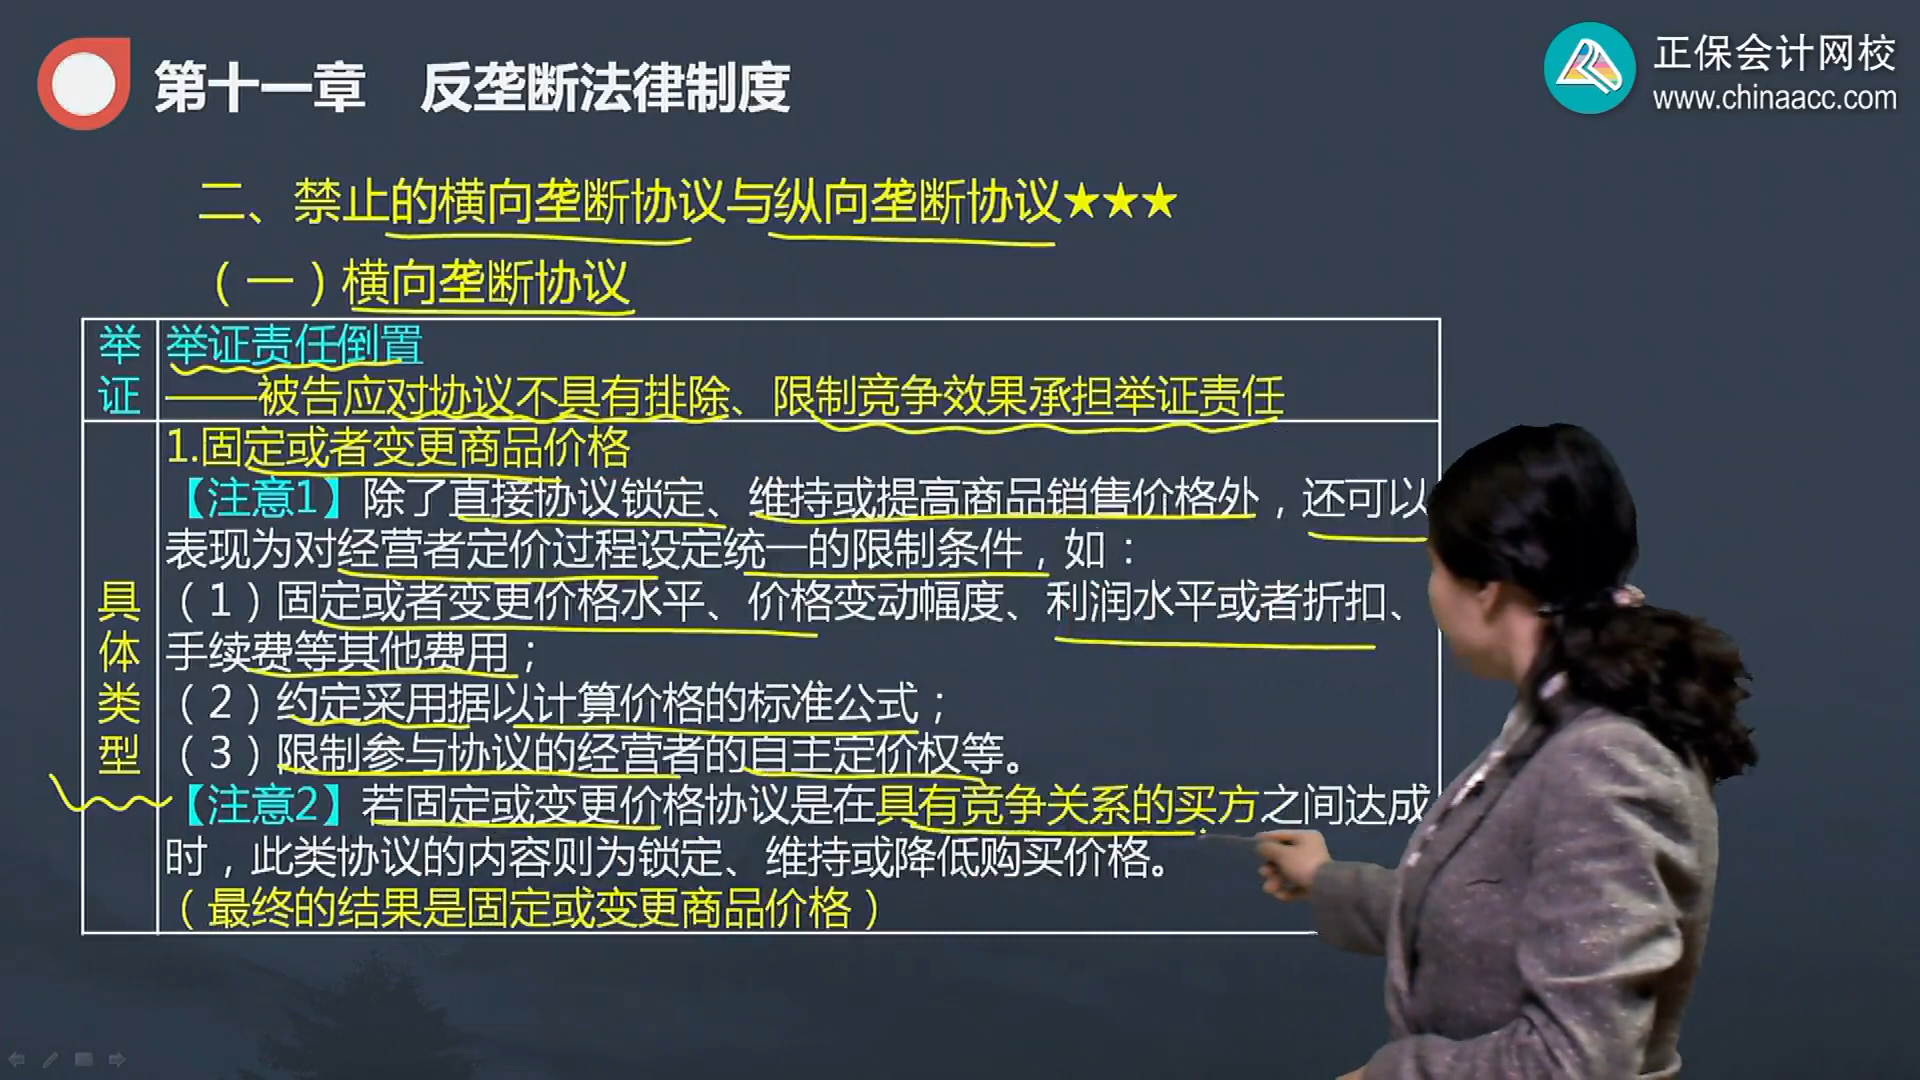 第十一章 反垄断法律制度
正保会计网校
www.chinaacc.com
二、禁止的横向垄断协议与纵向垄断协议★★★
（一）横向垄断协议
举证
举证责任倒置
——被告应对协议不具有排除、限制竞争效果承担举证责任
具体类型
1.固定或者变更商品价格
【注意1】除了直接协议锁定、维持或提高商品销售价格外，还可以
表现为对经营者定价过程设定统一的限制条件，如：
（1）固定或者变更价格水平、价格变动幅度、利润水平或者折扣、
手续费等其他费用；
（2）约定采用据以计算价格的标准公式；
（3）限制参与协议的经营者的自主定价权等。
【注意2】若固定或变更价格协议是在具有竞争关系的买方之间达成
时，此类协议的内容则为锁定、维持或降低购买价格。
（最终的结果是固定或变更商品价格）